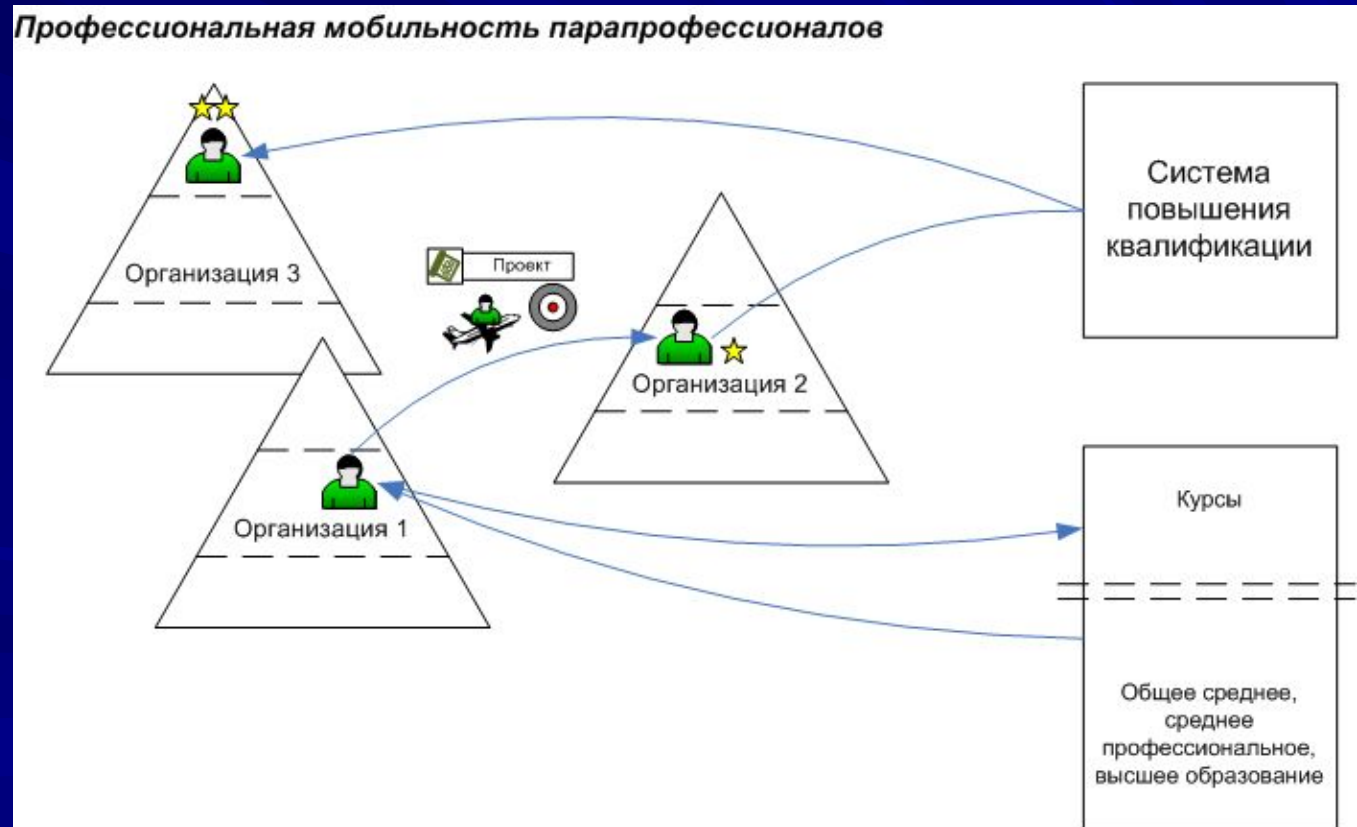 Профессиональная мобильность парапрофессионалов
Система
повышения
квалификации
Организация 3
Проект
Организация 2
Организация 1
Курсы
Общее среднее,
среднее
профессиональное,
высшее образование